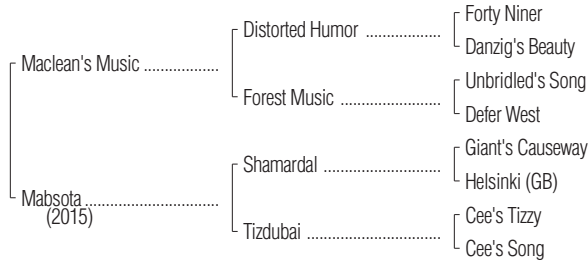 Forty Niner
Distorted Humor ..................
Danzig's Beauty
Maclean's Music ..................
Unbridled's Song
Forest Music ........................
Defer West
Giant's Causeway
Shamardal ............................
Helsinki (GB)
Mabsota ................................
(2015)
Cee's Tizzy
Tizdubai ................................
Cee's Song